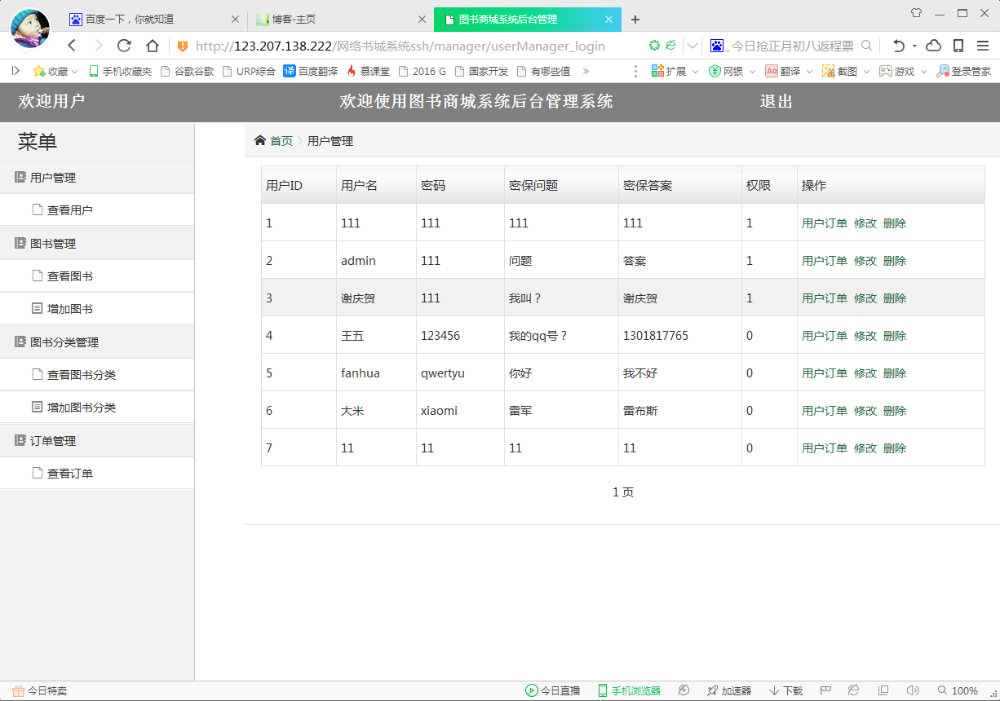 百度一下，你就知道 博客-主页 图书商城系统后台管理
http://123.207.138.222/网络书城系统ssh/manager/userManager_login 今日抢正月初八返程票
收藏 手机收藏夹 谷歌谷歌 URP综合 百度翻译 慕课堂 2016 G 国家开发 有哪些值 » 扩展 网银 翻译 截图 游戏 登录管家
欢迎用户 欢迎使用图书商城系统后台管理系统 退出
菜单
用户管理
查看用户
图书管理
查看图书
增加图书
图书分类管理
查看图书分类
增加图书分类
订单管理
查看订单
首页 用户管理
用户ID 用户名 密码 密保问题 密保答案 权限 操作
1 111 111 111 111 1 用户订单 修改 删除
2 admin 111 问题 答案 1 用户订单 修改 删除
3 谢庆贺 111 我叫？ 谢庆贺 1 用户订单 修改 删除
4 王五 123456 我的qq号？ 1301817765 0 用户订单 修改 删除
5 fanhua qwertyu 你好 我不好 0 用户订单 修改 删除
6 大米 xiaomi 雷军 雷布斯 0 用户订单 修改 删除
7 11 11 11 11 0 用户订单 修改 删除
1 页
今日特卖 今日直播 手机浏览器 加速器 下载 100%